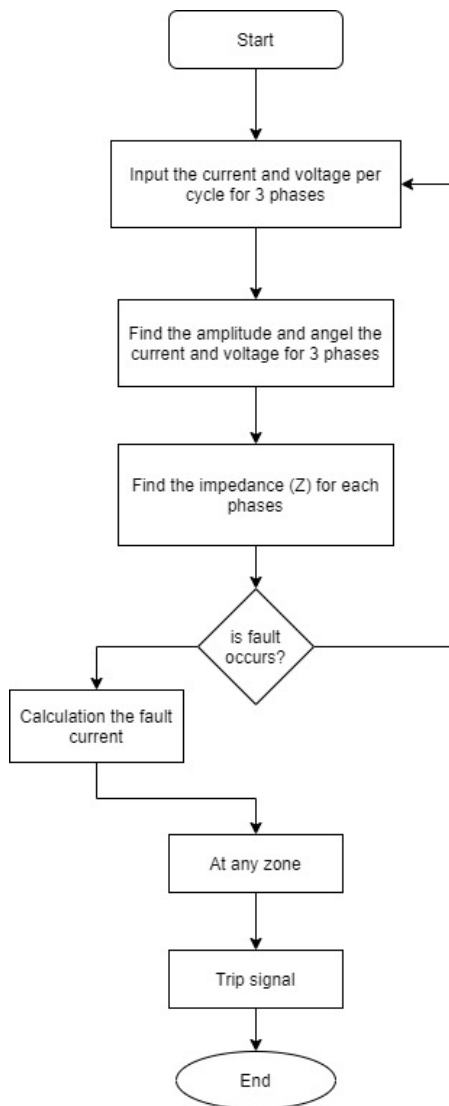 Start
Input the current and voltage per
cycle for 3 phases
Find the amplitude and angel the
current and voltage for 3 phases
Find the impedance (Z) for each
phases
is fault
occurs?
Calculation the fault
current
At any zone
Trip signal
End